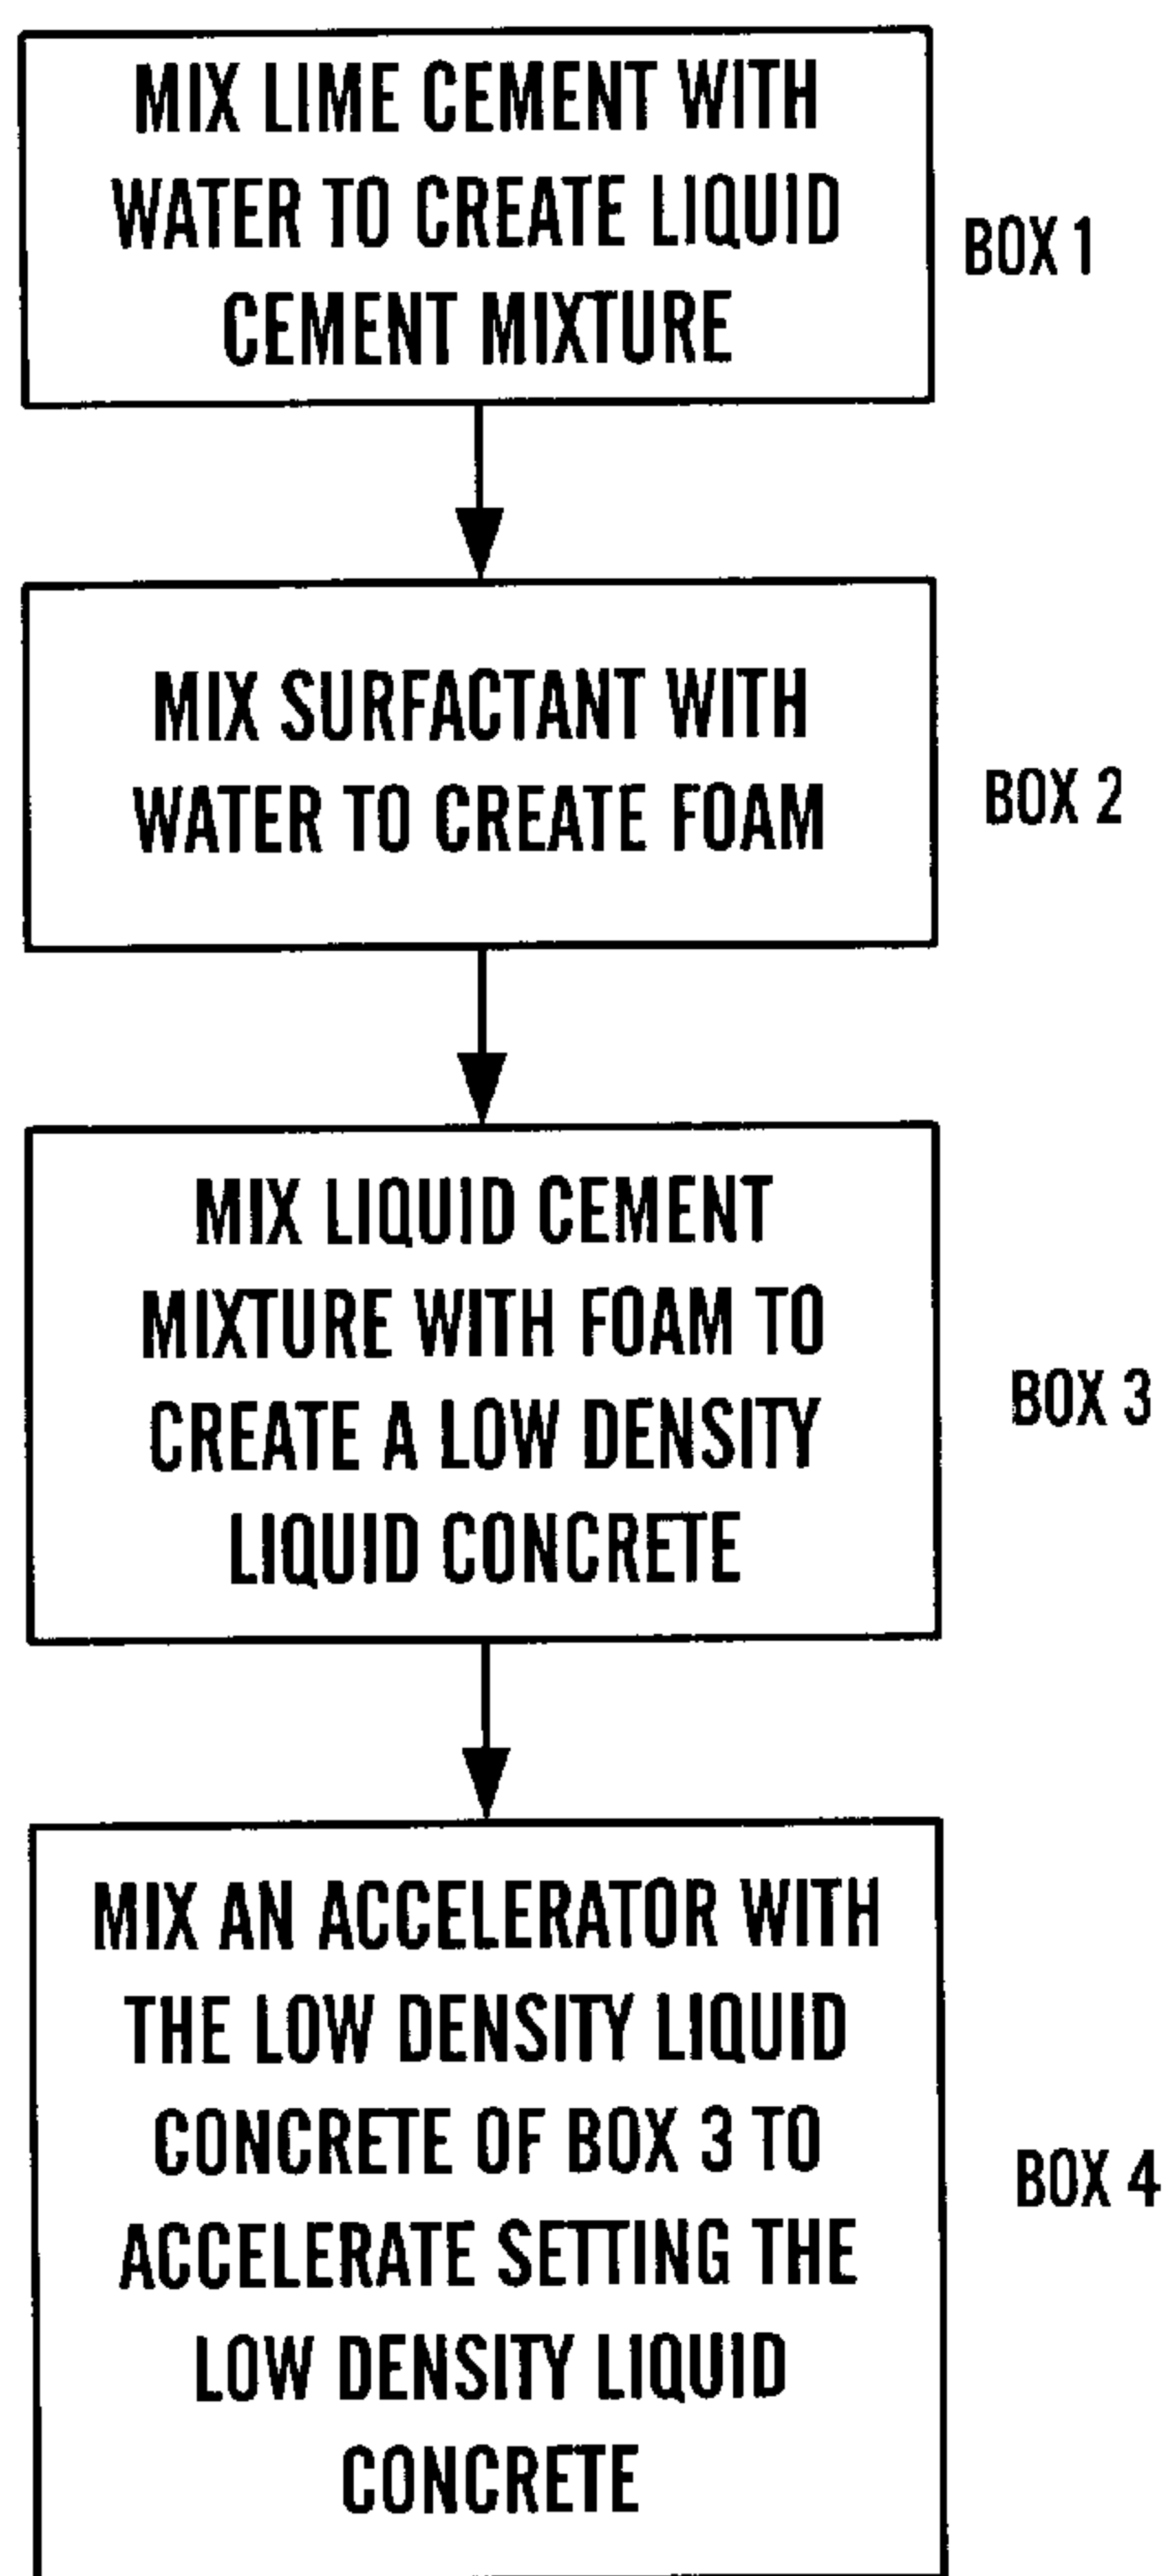 MIX LIME CEMENT WITH
WATER TO CREATE LIQUID
CEMENT MIXTURE
BOX 1
MIX SURFACTANT WITH
WATER TO CREATE FOAM
BOX 2
MIX LIQUID CEMENT
MIXTURE WITH FOAM TO
CREATE A LOW DENSITY
LIQUID CONCRETE
BOX 3
MIX AN ACCELERATOR WITH
THE LOW DENSITY LIQUID
CONCRETE OF BOX 3 TO
ACCELERATE SETTING THE
LOW DENSITY LIQUID
CONCRETE
BOX 4